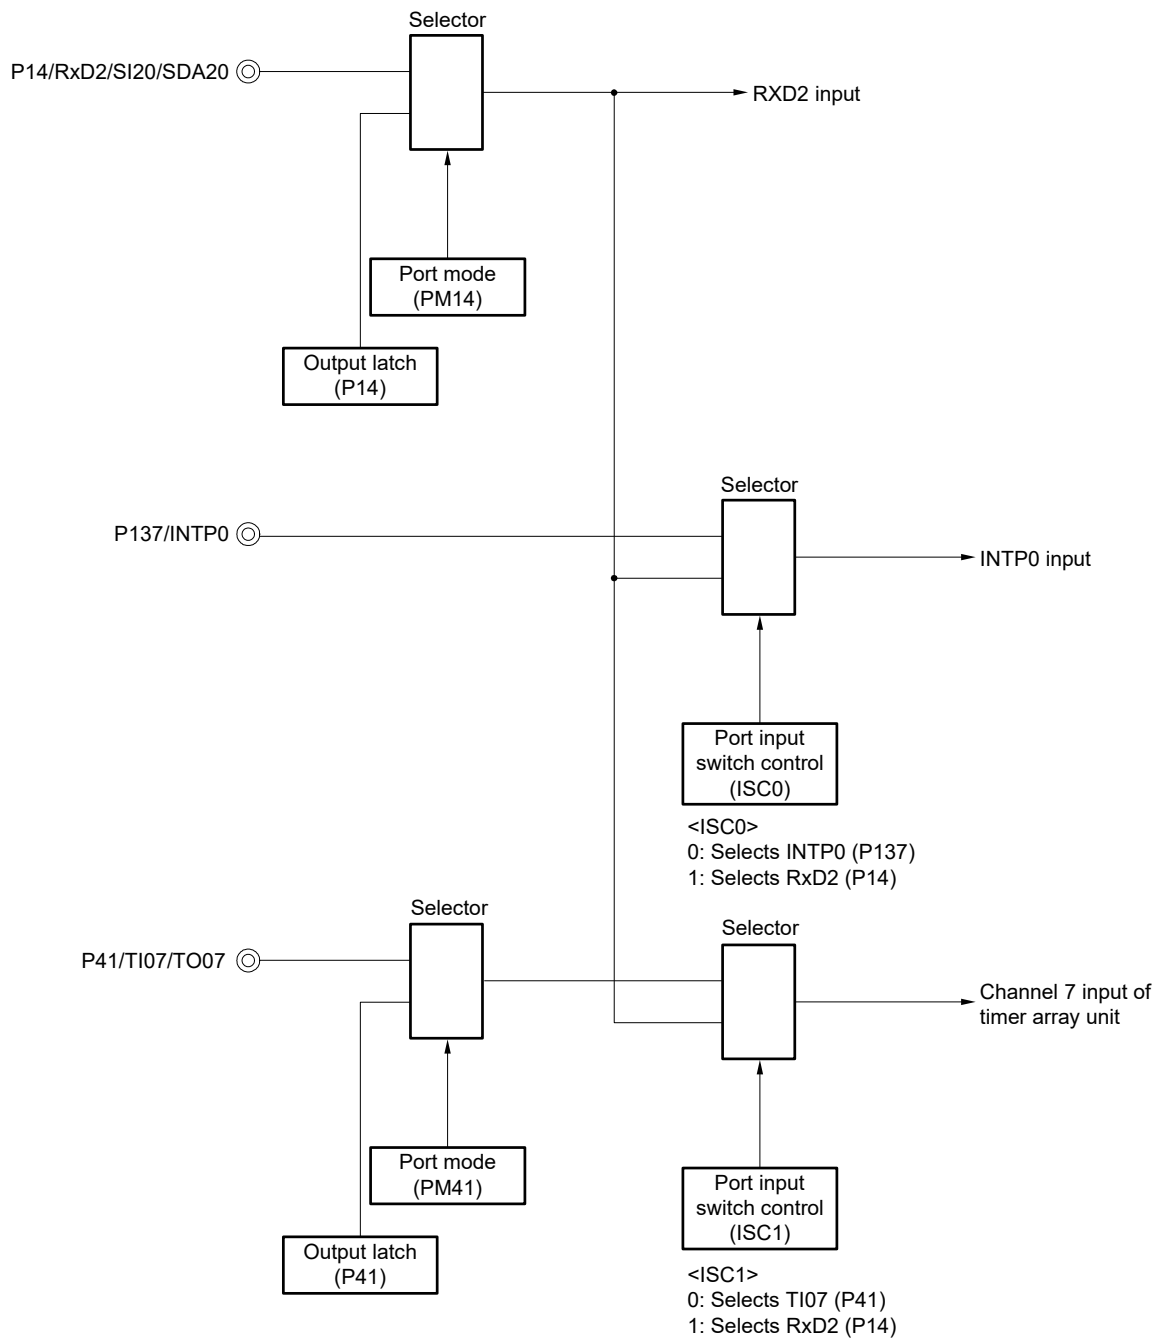 Selector
P14/RxD2/SI20/SDA20
RXD2 input
Port mode
(PM14)
Output latch
(P14)
Selector
P137/INTP0
INTP0 input
Port input
switch control
(ISC0)
<ISC0>
0: Selects INTP0 (P137)
1: Selects RxD2 (P14)
Selector
Selector
P41/TI07/TO07
Channel 7 input of
timer array unit
Port mode
(PM41)
Port input
switch control
(ISC1)
Output latch
(P41)
<ISC1>
0: Selects TI07 (P41)
1: Selects RxD2 (P14)